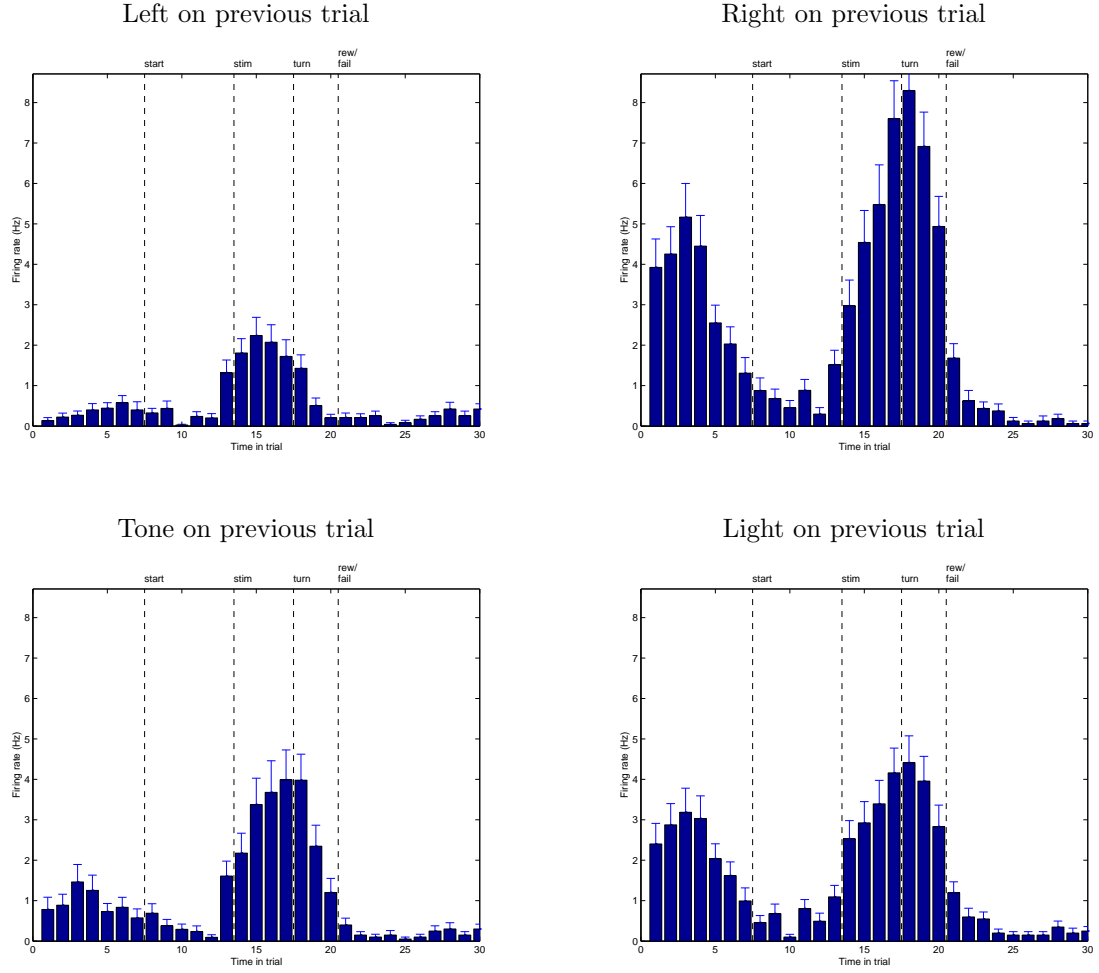 Left on previous trial
start stim turn rew/
fail
8
7
6
5
4
3
2
1
0
Firing rate (Hz)
0 5 10 15 20 25 30
Time in trial
Right on previous trial
start stim turn rew/
fail
8
7
6
5
4
3
2
1
0
Firing rate (Hz)
0 5 10 15 20 25 30
Time in trial
Tone on previous trial
start stim turn rew/
fail
8
7
6
5
4
3
2
1
0
Firing rate (Hz)
0 5 10 15 20 25 30
Time in trial
Light on previous trial
start stim turn rew/
fail
8
7
6
5
4
3
2
1
0
Firing rate (Hz)
0 5 10 15 20 25 30
Time in trial